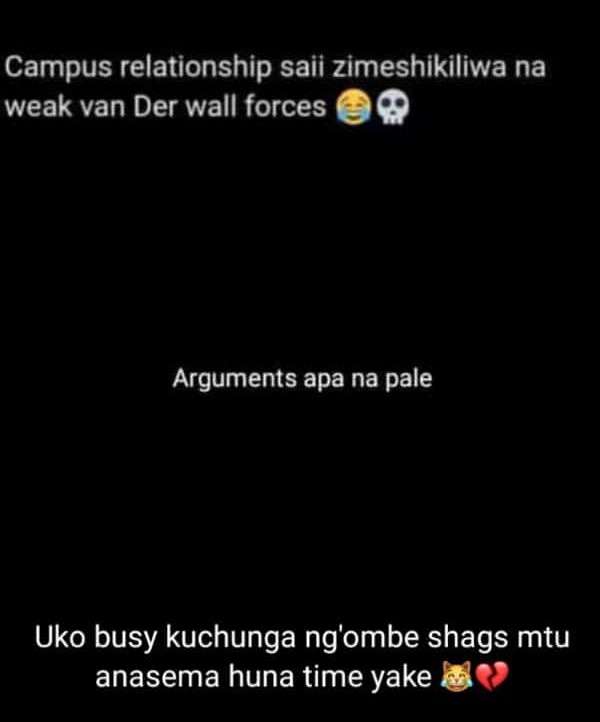 Campus relationship saii zimeshikiliwa na
weak van Der wall forces 😂💀
Arguments apa na pale
Uko busy kuchunga ng'ombe shags mtu
anasema huna time yake 😹💔